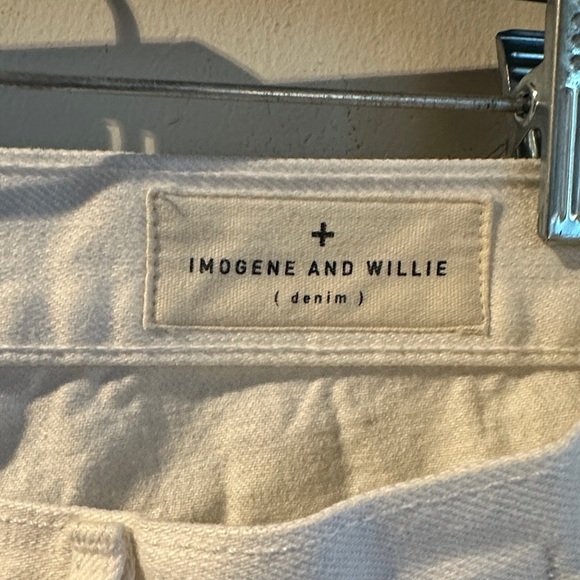 +
IMOGENE AND WILLIE
( denim )